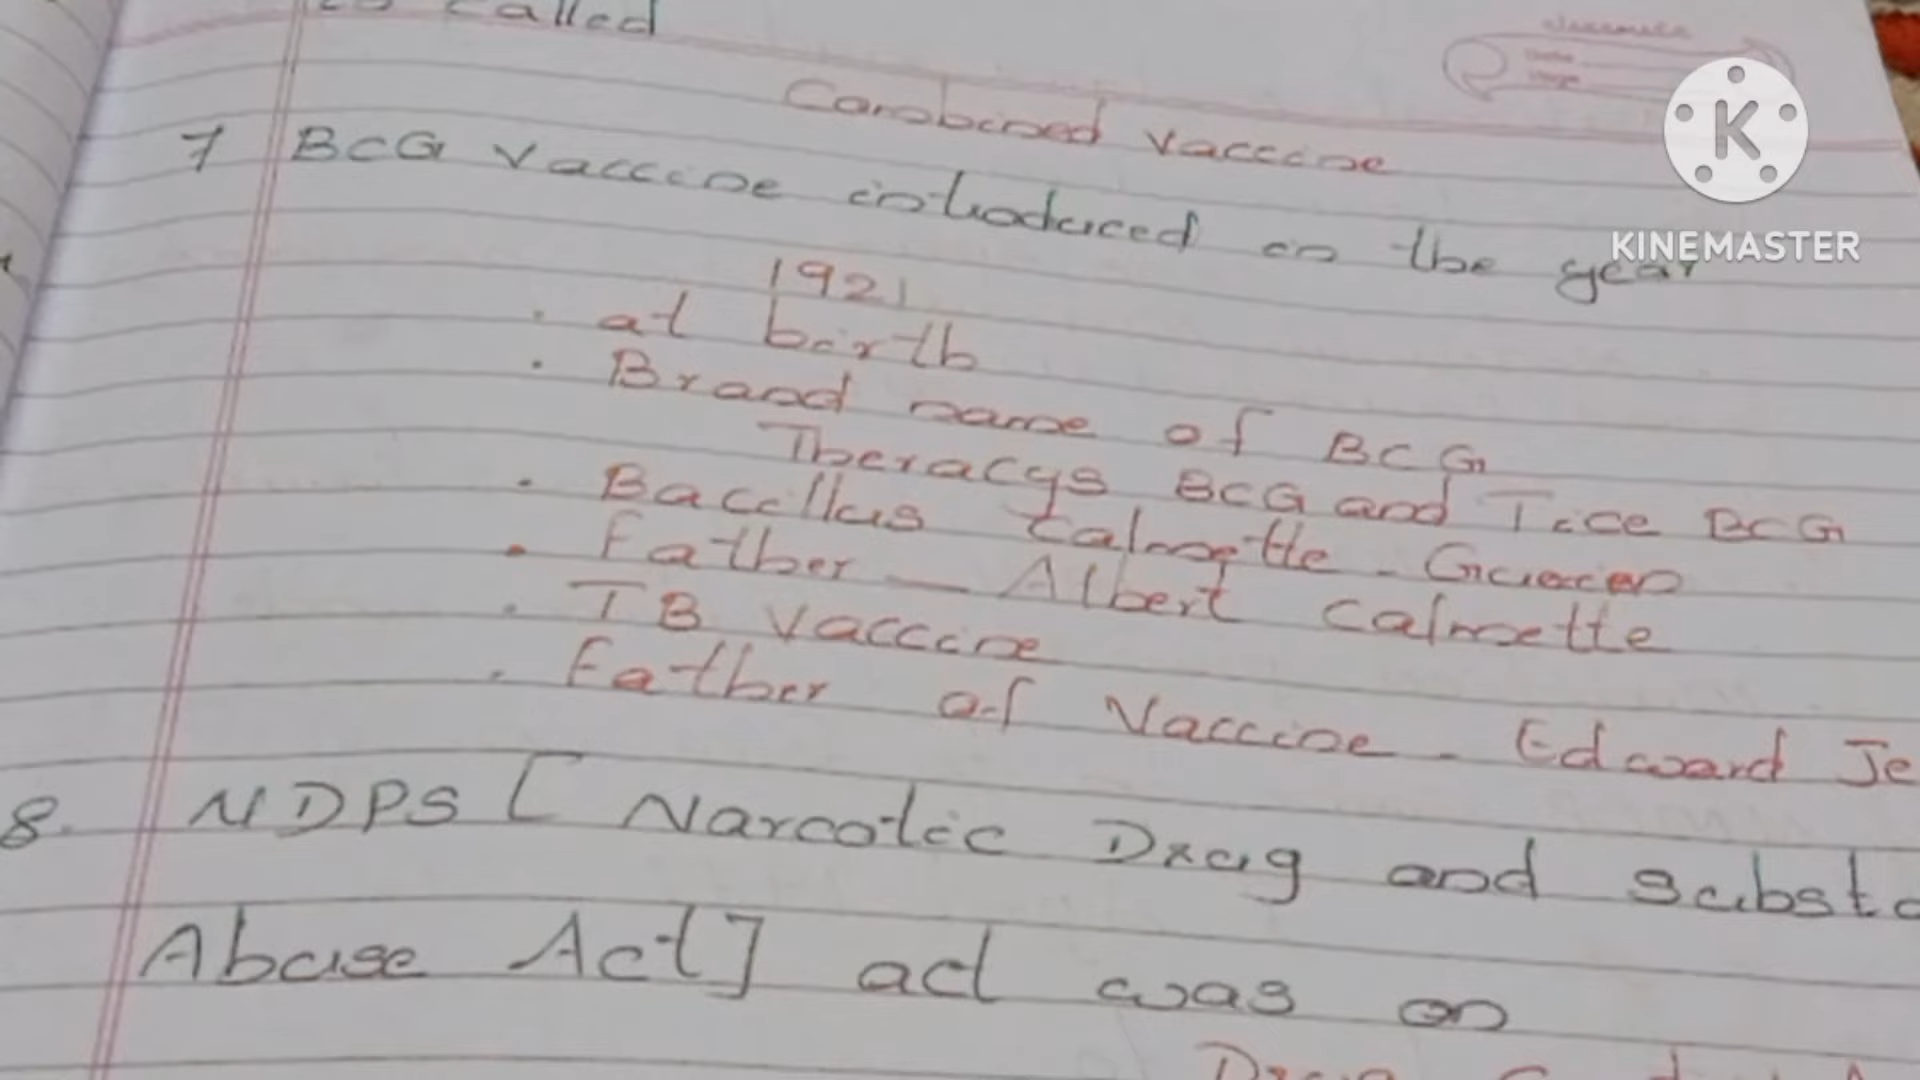 is called
Combined Vaccine
7 BCG Vaccine introduced in the year
1921
. at birth
. Brand name of BCG
Theracys BCG and Tice BCG
. Bacillus Calmette - Guerin
. Father — Albert Calmette
. TB Vaccine
. Father of Vaccine - Edward Je
8. NDPS [ Narcotic Drug and substa
Abuse Act] act was on
KINEMASTER